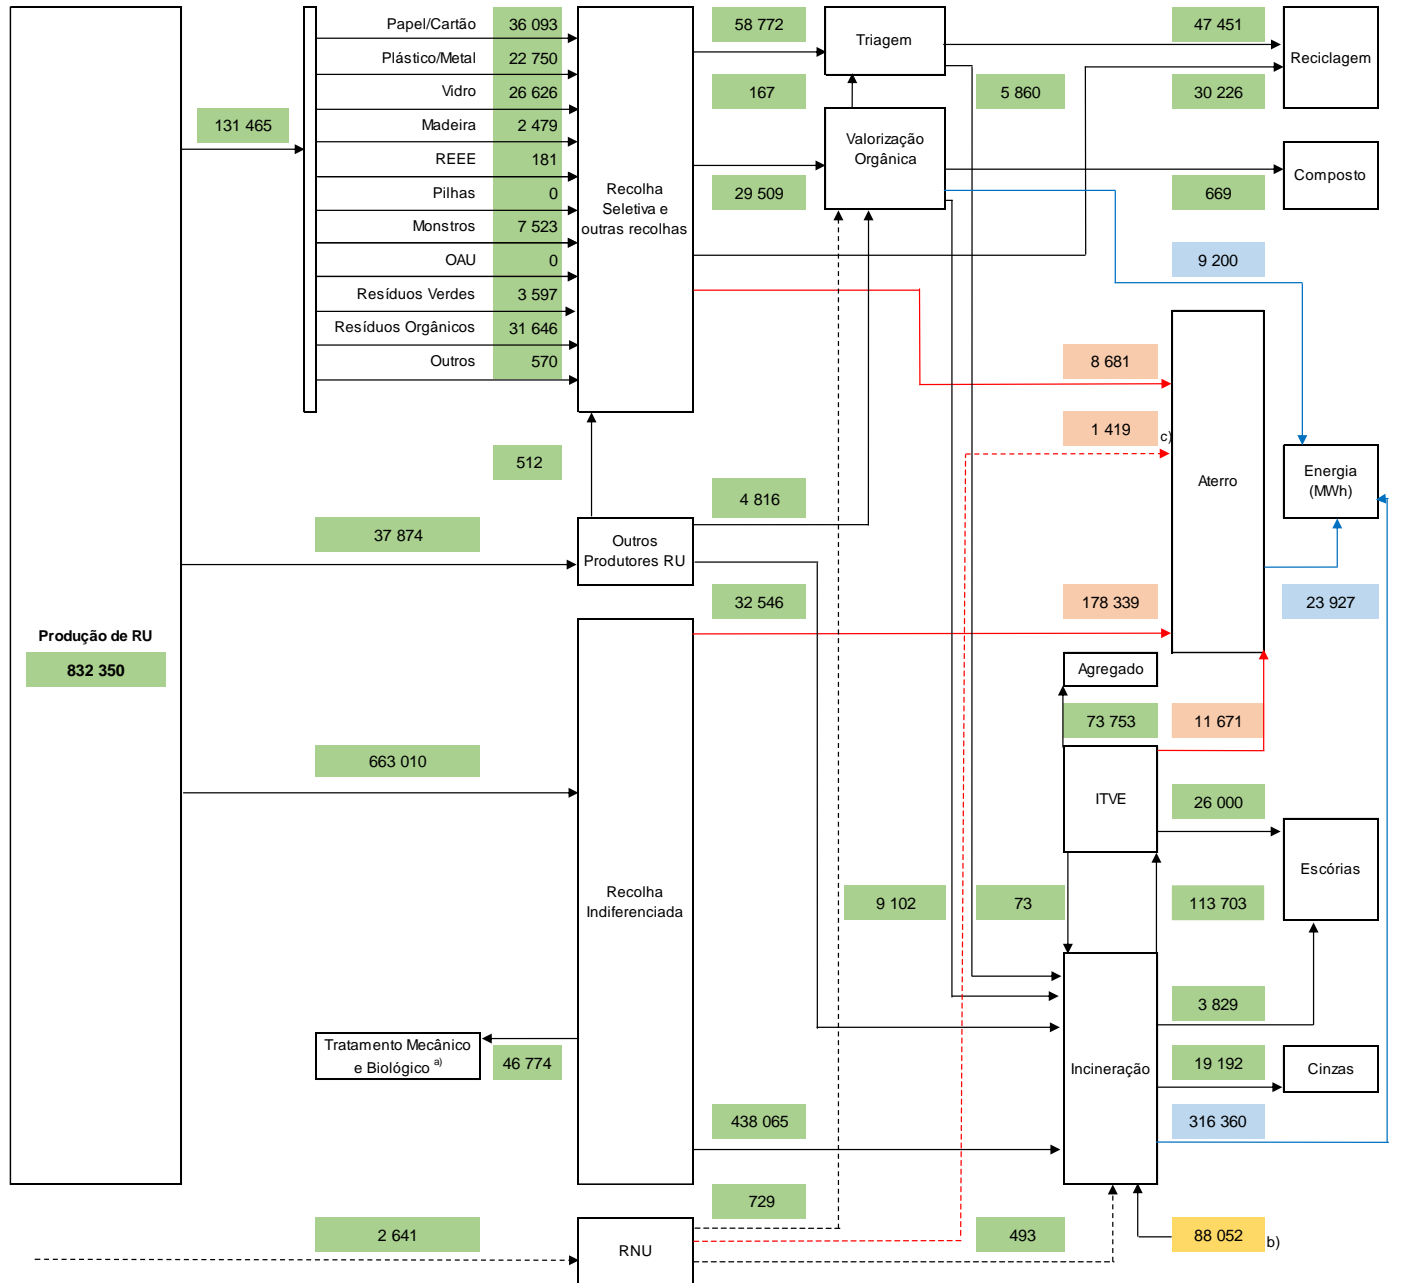 Papel/Cartão 36 093
Plástico/Metal 22 750
Vidro 26 626
Madeira 2 479
REEE 181
Pilhas 0
Monstros 7 523
OAU 0
Resíduos Verdes 3 597
Resíduos Orgânicos 31 646
Outros 570
131 465
Recolha
Seletiva e
outras recolhas
58 772
167
29 509
Triagem
Valorização
Orgânica
47 451
5 860
30 226
Reciclagem
Composto
669
9 200
8 681
1 419 c)
Aterro
Energia
(MWh)
512
4 816
37 874
Outros
Produtores RU
32 546
178 339
23 927
Produção de RU
832 350
Agregado
73 753
11 671
663 010
ITVE
26 000
Escórias
Recolha
Indiferenciada
9 102
73
113 703
3 829
Tratamento Mecânico
e Biológico a)
46 774
Incineração
19 192
Cinzas
438 065
316 360
729
2 641
RNU
493
88 052 b)